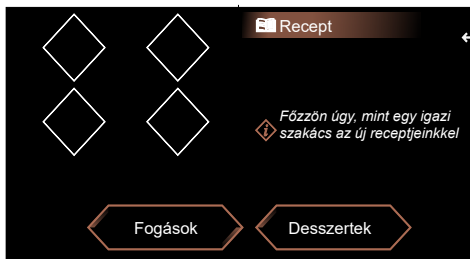 Recept
Főzzön úgy, mint egy igazi
szakács az új receptjeinkkel
Fogások
Desszertek